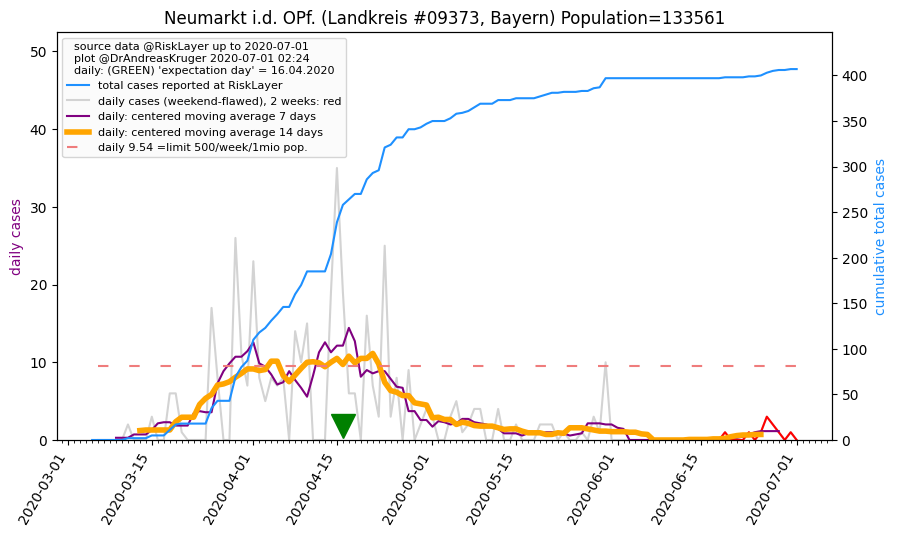 Neumarkt i.d. OPf. (Landkreis #09373, Bayern) Population=133561
source data @RiskLayer up to 2020-07-01
plot @DrAndreasKruger 2020-07-01 02:24
daily: (GREEN) 'expectation day' = 16.04.2020
total cases reported at RiskLayer
daily cases (weekend-flawed), 2 weeks: red
daily: centered moving average 7 days
daily: centered moving average 14 days
daily 9.54 =limit 500/week/1mio pop.
daily cases
50
40
30
20
10
0
cumulative total cases
400
350
300
250
200
150
100
50
0
2020-03-01
2020-03-15
2020-04-01
2020-04-15
2020-05-01
2020-05-15
2020-06-01
2020-06-15
2020-07-01